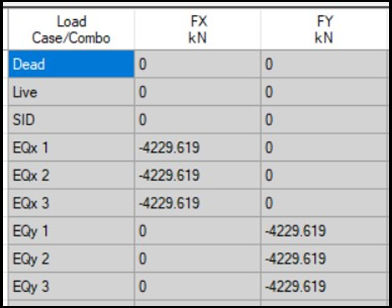 Load Case/Combo FX kN FY kN
Dead 0 0
Live 0 0
SID 0 0
EQx 1 -4229.619 0
EQx 2 -4229.619 0
EQx 3 -4229.619 0
EQy 1 0 -4229.619
EQy 2 0 -4229.619
EQy 3 0 -4229.619